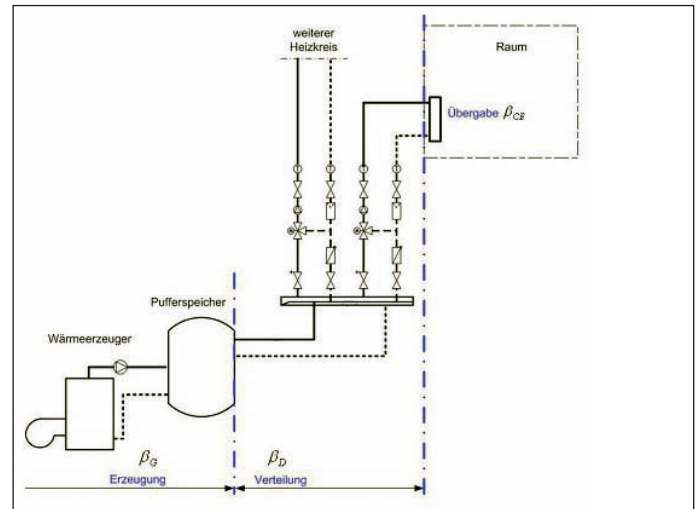 weiterer
Heizkreis
Raum
Übergabe β_CE
Pufferspeicher
Wärmeerzeuger
β_G
β_D
Erzeugung
Verteilung